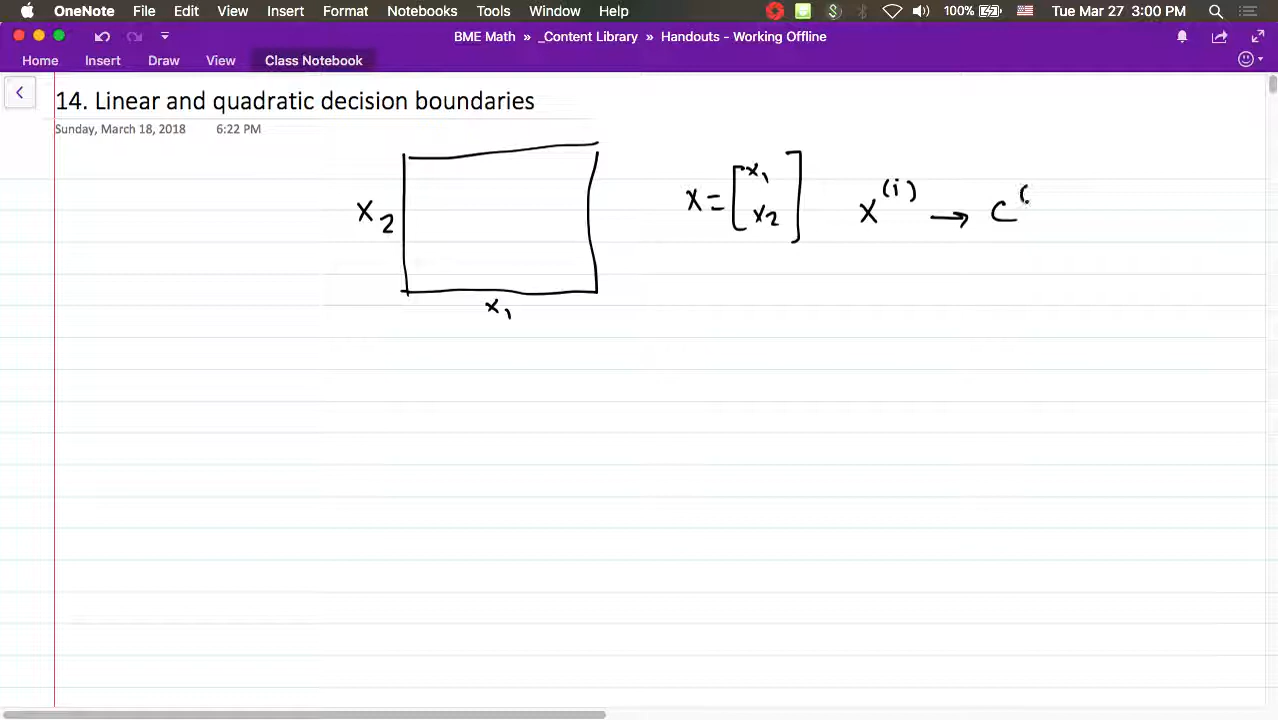 OneNote File Edit View Insert Format Notebooks Tools Window Help 100% Tue Mar 27 3:00 PM
BME Math » _Content Library » Handouts - Working Offline
Home Insert Draw View Class Notebook
14. Linear and quadratic decision boundaries
Sunday, March 18, 2018 6:22 PM
x₂
x₁
x = [x₁ x₂] x⁽ⁱ⁾ → c⁽